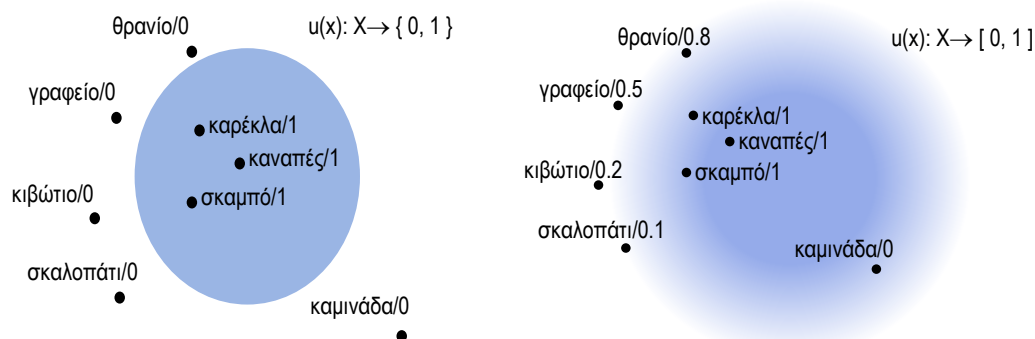 θρανίο/0
u(x): X→ { 0, 1 }
γραφείο/0
καρέκλα/1
καναπές/1
κιβώτιο/0
σκαμπό/1
σκαλοπάτι/0
καμινάδα/0
θρανίο/0.8
u(x): X→ [ 0, 1 ]
γραφείο/0.5
καρέκλα/1
καναπές/1
κιβώτιο/0.2
σκαμπό/1
σκαλοπάτι/0.1
καμινάδα/0